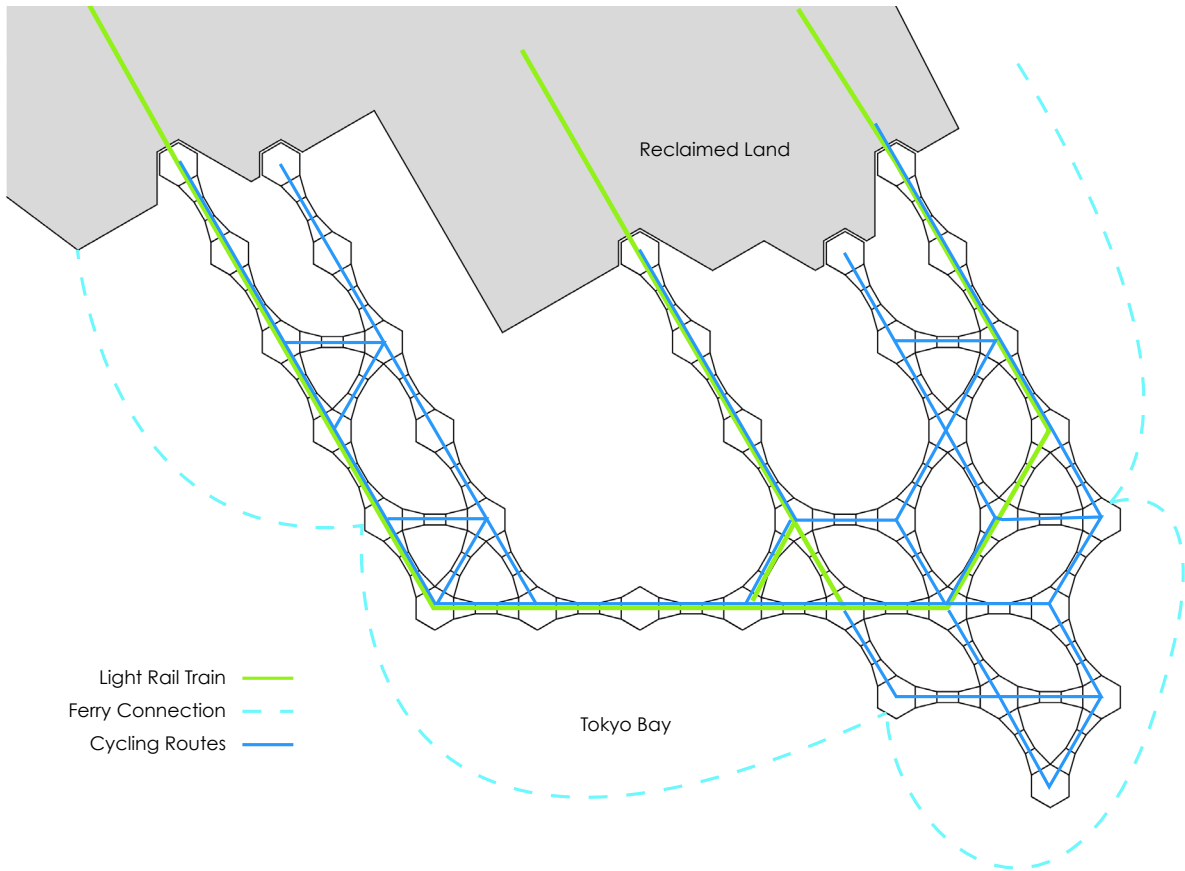 Reclaimed Land
Light Rail Train
Ferry Connection
Tokyo Bay
Cycling Routes